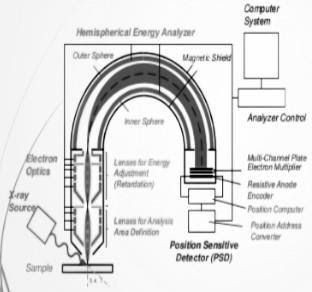 Computer
System
Hemispherical Energy Analyzer
Outer Sphere
Magnetic Shield
Analyzer Control
Inner Sphere
Electron
Optics
Lenses for Energy
Adjustment
(Retardation)
Multi-Channel Plate
Electron Multiplier
Resistive Anode
Encoder
X-ray
Source
Position Computer
Lenses for Analysis
Area Definition
Position Address
Converter
Position Sensitive
Detector (PSD)
Sample